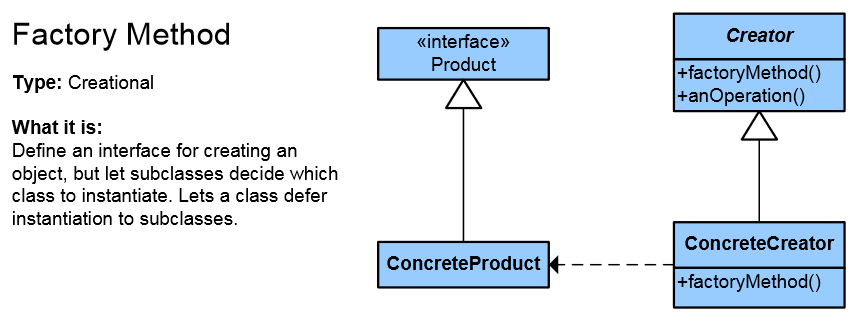 Factory Method
Type: Creational
What it is:
Define an interface for creating an
object, but let subclasses decide which
class to instantiate. Lets a class defer
instantiation to subclasses.
«interface»
Product
Creator
+factoryMethod()
+anOperation()
ConcreteProduct
ConcreteCreator
+factoryMethod()